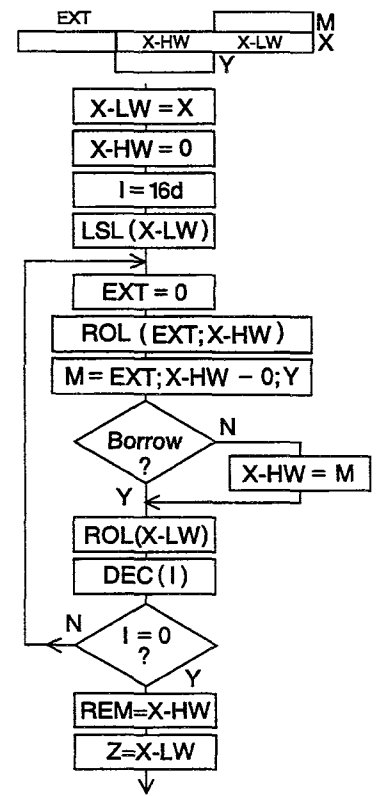 EXT M
X-HW X-LW X
Y
X-LW = X
X-HW = 0
I = 16d
LSL (X-LW)
EXT = 0
ROL (EXT;X-HW)
M = EXT;X-HW - 0;Y
Borrow
?
N
X-HW = M
Y
ROL(X-LW)
DEC(I)
N
I = 0
?
Y
REM=X-HW
Z=X-LW